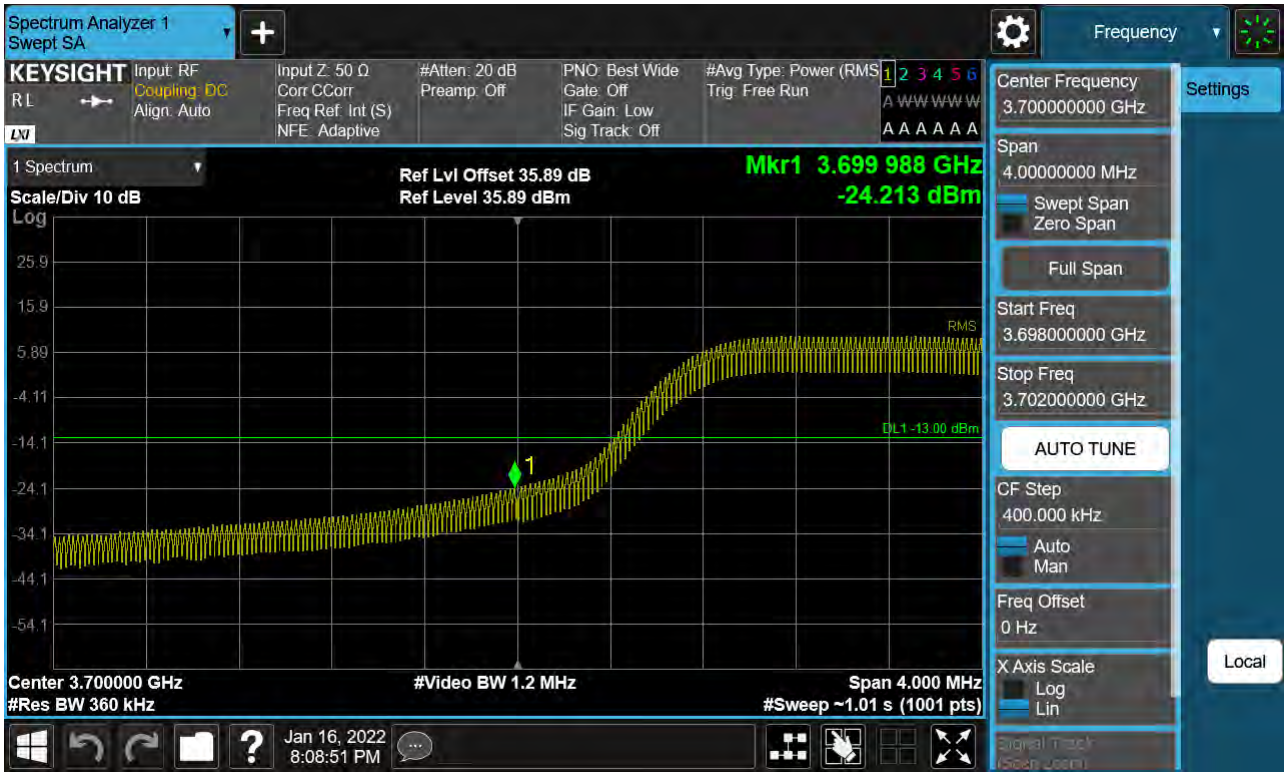 Spectrum Analyzer 1
Swept SA
Frequency
KEYSIGHT
RL
LXI
Input: RF
Coupling: DC
Align: Auto
Input Z: 50 Ω
Corr CCorr
Freq Ref: Int (S)
NFE: Adaptive
#Atten: 20 dB
Preamp: Off
PNO: Best Wide
Gate: Off
IF Gain: Low
Sig Track: Off
#Avg Type: Power (RMS
Trig: Free Run
1 2 3 4 5 6
A W W W W W
A A A A A A
1 Spectrum
Scale/Div 10 dB
Log
Ref Lvl Offset 35.89 dB
Ref Level 35.89 dBm
Mkr1 3.699 988 GHz
-24.213 dBm
25.9
15.9
5.89
-4.11
-14.1
-24.1
-34.1
-44.1
-54.1
RMS
DL1 -13.00 dBm
1
Center 3.700000 GHz
#Res BW 360 kHz
#Video BW 1.2 MHz
Span 4.000 MHz
#Sweep ~1.01 s (1001 pts)
Jan 16, 2022
8:08:51 PM
Center Frequency
3.700000000 GHz
Span
4.00000000 MHz
Swept Span
Zero Span
Full Span
Start Freq
3.698000000 GHz
Stop Freq
3.702000000 GHz
AUTO TUNE
CF Step
400.000 kHz
Auto
Man
Freq Offset
0 Hz
X Axis Scale
Log
Lin
Signal Track
(Span Zoom)
Settings
Local